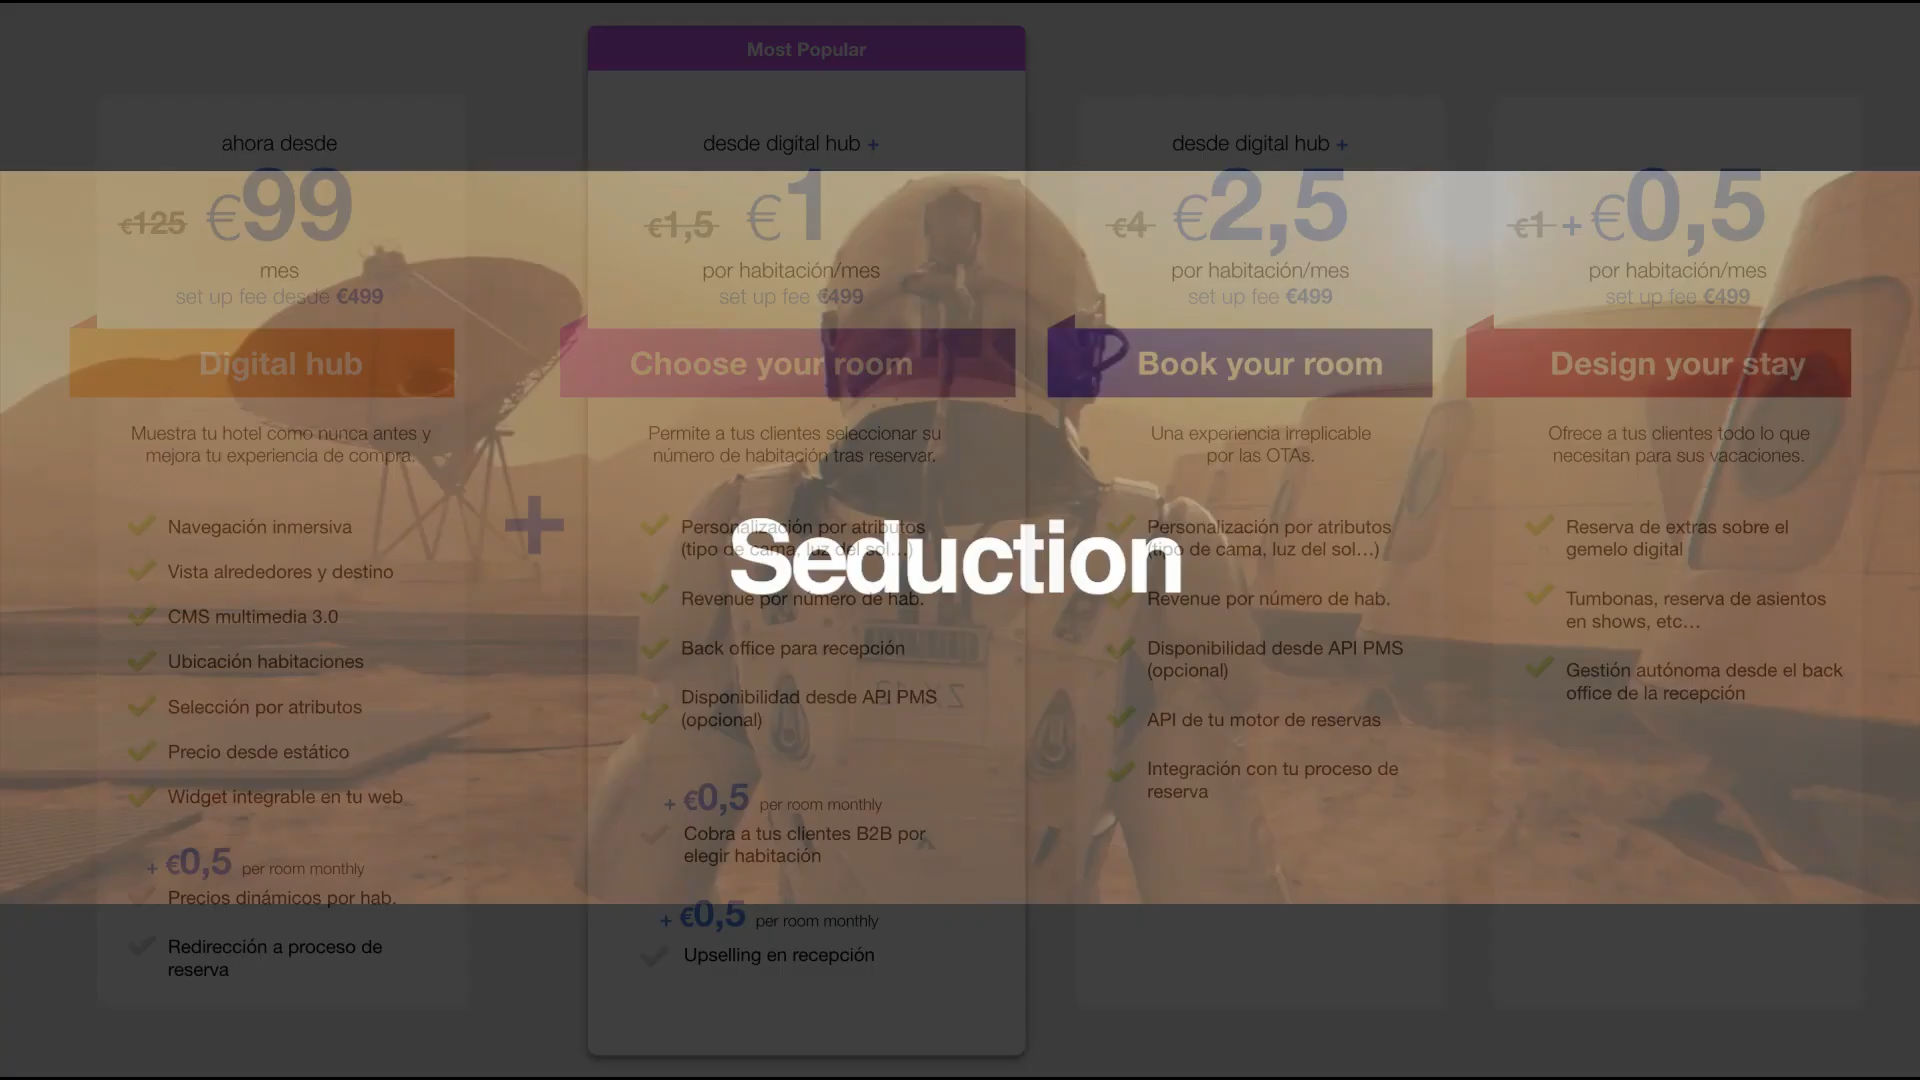 Most Popular
ahora desde
€125 €99
mes
set up fee desde €499
Digital hub
Muestra tu hotel como nunca antes y
mejora tu experiencia de compra.
Navegación inmersiva
Vista alrededores y destino
CMS multimedia 3.0
Ubicación habitaciones
Selección por atributos
Precio desde estático
Widget integrable en tu web
+ €0,5 per room monthly
Precios dinámicos por hab.
Redirección a proceso de
reserva
+
desde digital hub +
€1,5 €1
por habitación/mes
set up fee €499
Choose your room
Permite a tus clientes seleccionar su
número de habitación tras reservar.
Personalización por atributos
(tipo de cama, luz del sol...)
Revenue por número de hab.
Back office para recepción
Disponibilidad desde API PMS
(opcional)
+ €0,5 per room monthly
Cobra a tus clientes B2B por
elegir habitación
+ €0,5 per room monthly
Upselling en recepción
desde digital hub +
€4 €2,5
por habitación/mes
set up fee €499
Book your room
Una experiencia irreplicable
por las OTAs.
Personalización por atributos
(tipo de cama, luz del sol...)
Revenue por número de hab.
Disponibilidad desde API PMS
(opcional)
API de tu motor de reservas
Integración con tu proceso de
reserva
€1 + €0,5
por habitación/mes
set up fee €499
Design your stay
Ofrece a tus clientes todo lo que
necesitan para sus vacaciones.
Reserva de extras sobre el
gemelo digital
Tumbonas, reserva de asientos
en shows, etc...
Gestión autónoma desde el back
office de la recepción
Seduction